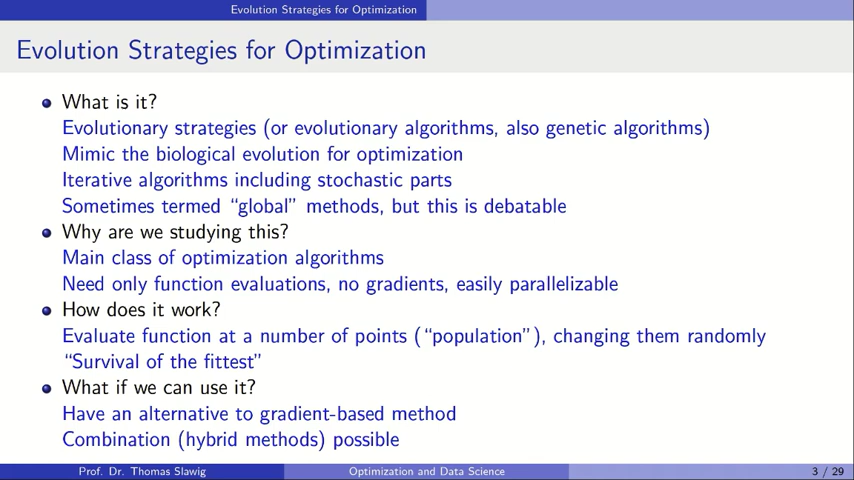 Evolution Strategies for Optimization
Evolution Strategies for Optimization
What is it?
Evolutionary strategies (or evolutionary algorithms, also genetic algorithms)
Mimic the biological evolution for optimization
Iterative algorithms including stochastic parts
Sometimes termed “global” methods, but this is debatable
Why are we studying this?
Main class of optimization algorithms
Need only function evaluations, no gradients, easily parallelizable
How does it work?
Evaluate function at a number of points (“population”), changing them randomly
“Survival of the fittest”
What if we can use it?
Have an alternative to gradient-based method
Combination (hybrid methods) possible
Prof. Dr. Thomas Slawig Optimization and Data Science 3 / 29